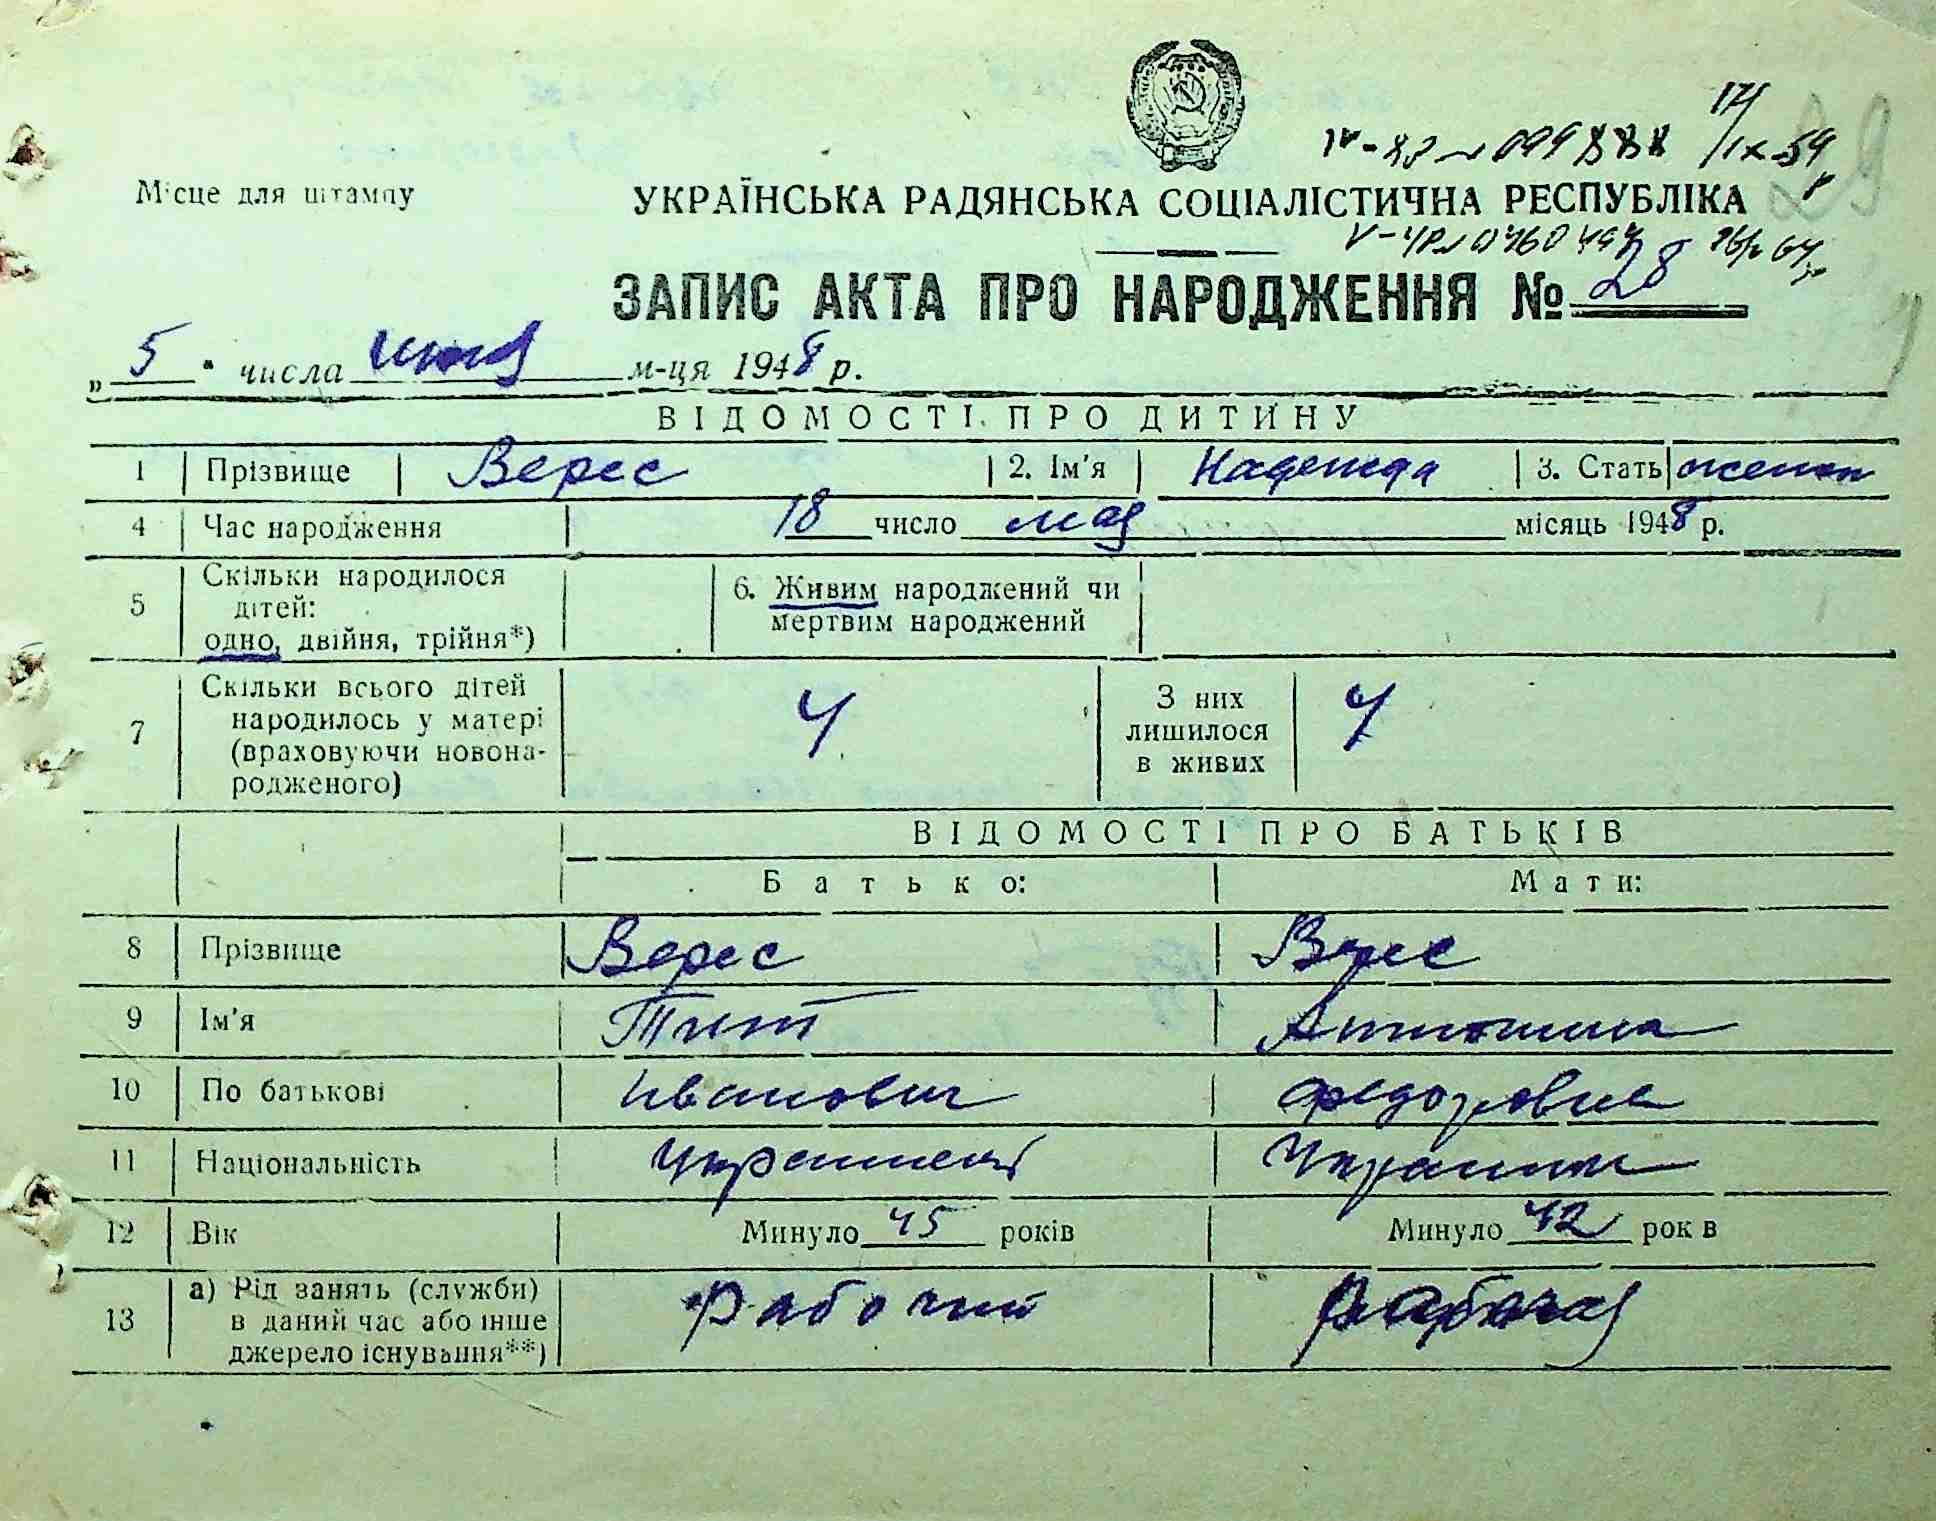 17/IX-59
29
Місце для штампу
УКРАЇНСЬКА РАДЯНСЬКА СОЦІАЛІСТИЧНА РЕСПУБЛІКА
ЗАПИС АКТА ПРО НАРОДЖЕННЯ № 28
„ 5 “ числа июня м-ця 1948 р.
ВІДОМОСТІ ПРО ДИТИНУ
1 Прізвище Верес 2. Ім'я Надежда 3. Стать женск
4 Час народження 18 число мая місяць 1948 р.
5 Скільки народилося дітей: одно, двійня, трійня*) 6. Живим народжений чи мертвим народжений
7 Скільки всього дітей народилось у матері (враховуючи новонародженого) 4 З них лишилося в живих 4
ВІДОМОСТІ ПРО БАТЬКІВ
Батько: Мати:
8 Прізвище Верес Верес
9 Ім'я Тит Антонина
10 По батькові Иванович Федоровна
11 Національність Украинец Украинк
12 Вік Минуло 45 років Минуло 42 рок в
13 а) Рід занять (служби) в даний час або інше джерело існування**) Рабочий Рабочая